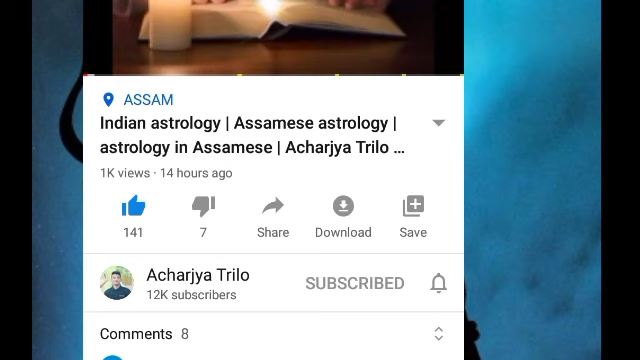 ASSAM
Indian astrology | Assamese astrology |
astrology in Assamese | Acharjya Trilo ...
1K views · 14 hours ago
141
7
Share
Download
Save
Acharjya Trilo
12K subscribers
SUBSCRIBED
Comments 8